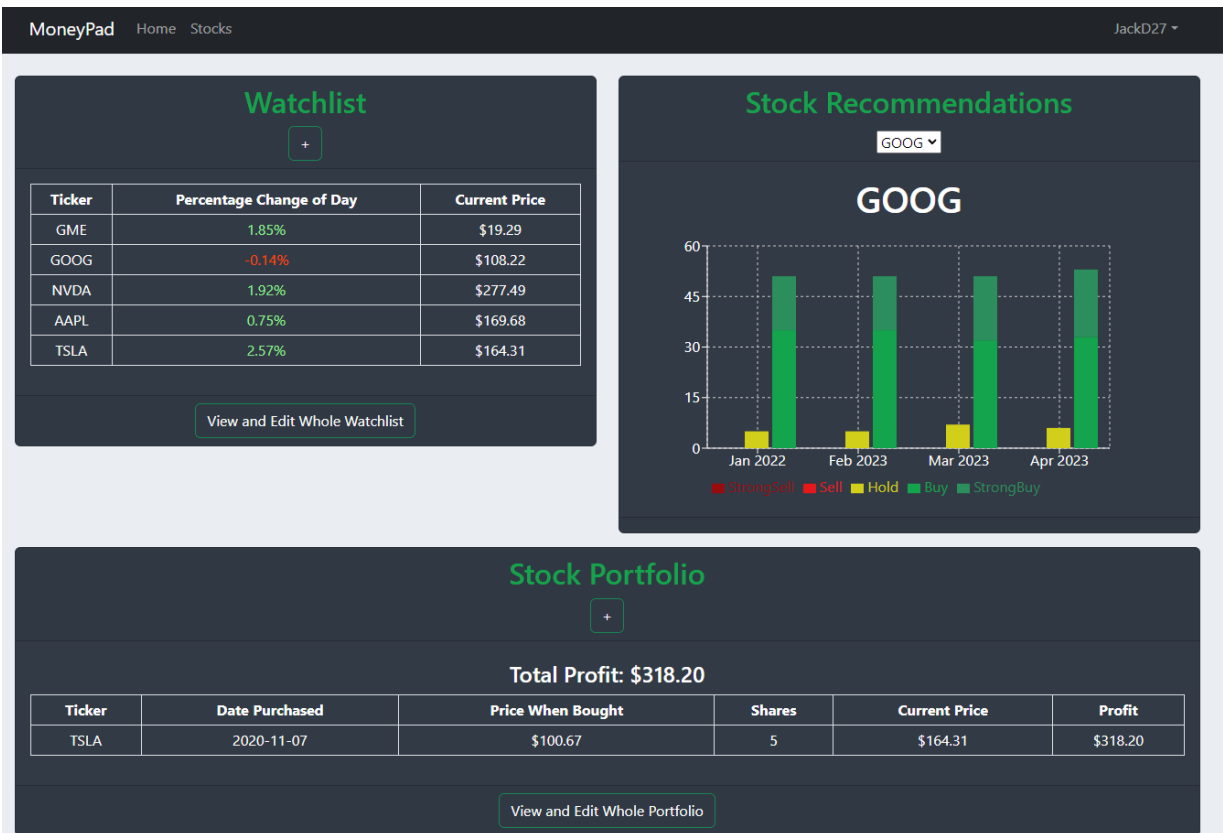 MoneyPad Home Stocks JackD27
Watchlist
+
Ticker Percentage Change of Day Current Price
GME 1.85% $19.29
GOOG -0.14% $108.22
NVDA 1.92% $277.49
AAPL 0.75% $169.68
TSLA 2.57% $164.31
View and Edit Whole Watchlist
Stock Recommendations
GOOG
GOOG
60
45
30
15
0
Jan 2022 Feb 2023 Mar 2023 Apr 2023
StrongSell Sell Hold Buy StrongBuy
Stock Portfolio
+
Total Profit: $318.20
Ticker Date Purchased Price When Bought Shares Current Price Profit
TSLA 2020-11-07 $100.67 5 $164.31 $318.20
View and Edit Whole Portfolio